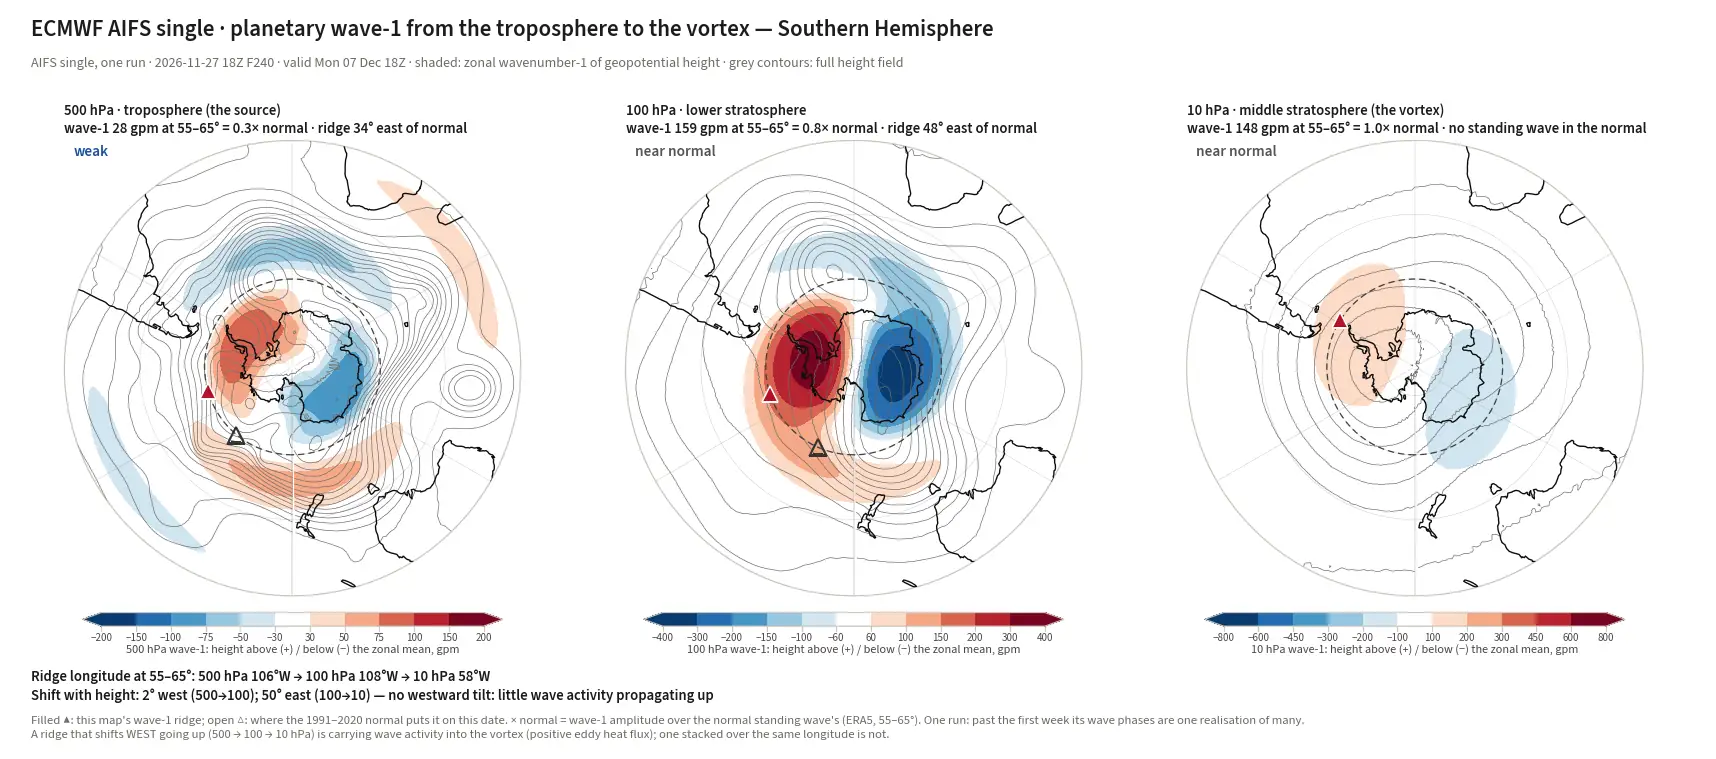 ECMWF AIFS single · planetary wave-1 from the troposphere to the vortex — Southern Hemisphere
AIFS single, one run · 2026-11-27 18Z F240 · valid Mon 07 Dec 18Z · shaded: zonal wavenumber-1 of geopotential height · grey contours: full height field
500 hPa · troposphere (the source)
wave-1 28 gpm at 55–65° = 0.3× normal · ridge 34° east of normal
weak
100 hPa · lower stratosphere
wave-1 159 gpm at 55–65° = 0.8× normal · ridge 48° east of normal
near normal
10 hPa · middle stratosphere (the vortex)
wave-1 148 gpm at 55–65° = 1.0× normal · no standing wave in the normal
near normal
−200 −150 −100 −75 −50 −30 30 50 75 100 150 200
500 hPa wave-1: height above (+) / below (−) the zonal mean, gpm
−400 −300 −200 −150 −100 −60 60 100 150 200 300 400
100 hPa wave-1: height above (+) / below (−) the zonal mean, gpm
−800 −600 −450 −300 −200 −100 100 200 300 450 600 800
10 hPa wave-1: height above (+) / below (−) the zonal mean, gpm
Ridge longitude at 55–65°: 500 hPa 106°W → 100 hPa 108°W → 10 hPa 58°W
Shift with height: 2° west (500→100); 50° east (100→10) — no westward tilt: little wave activity propagating up
Filled ▲: this map's wave-1 ridge; open △: where the 1991–2020 normal puts it on this date. × normal = wave-1 amplitude over the normal standing wave's (ERA5, 55–65°). One run: past the first week its wave phases are one realisation of many.
A ridge that shifts WEST going up (500 → 100 → 10 hPa) is carrying wave activity into the vortex (positive eddy heat flux); one stacked over the same longitude is not.